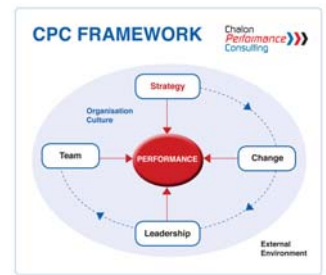 CPC FRAMEWORK
Chalon
Performance
Consulting
Strategy
Organisation
Culture
Team
PERFORMANCE
Change
Leadership
External
Environment